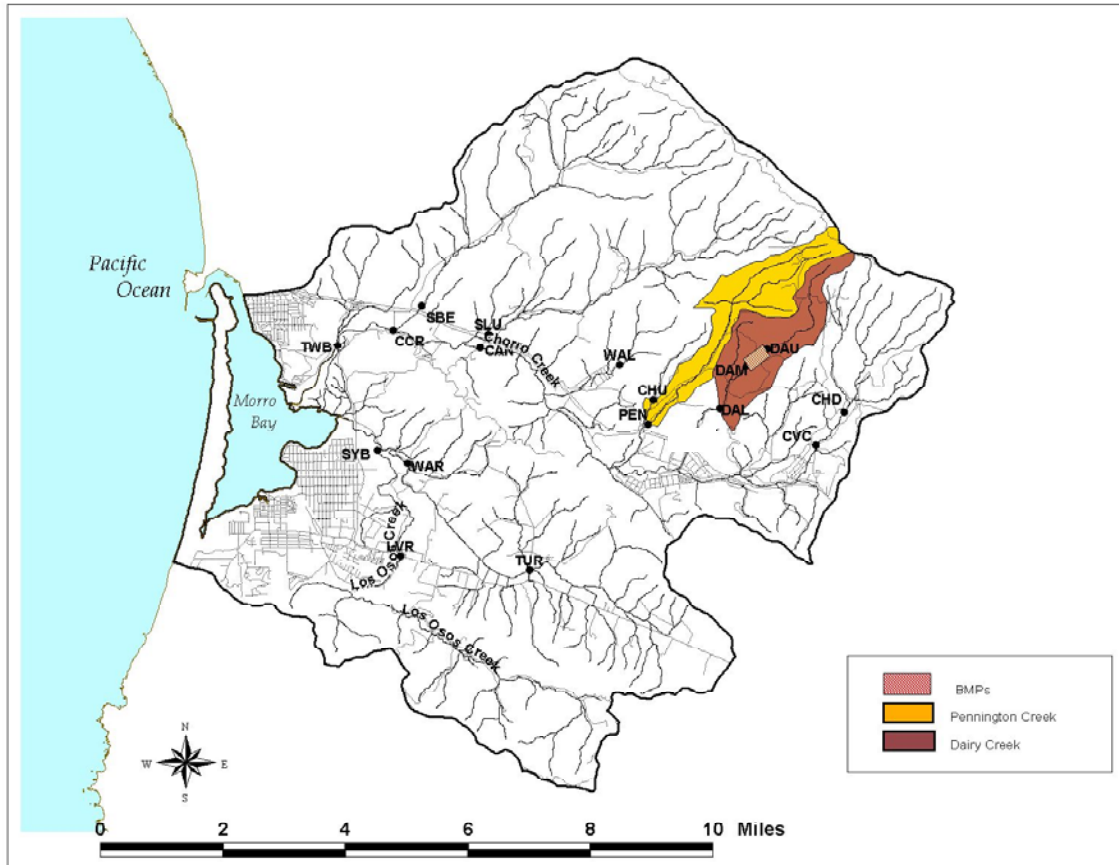 Pacific
Ocean
SBE
SLU
TWB
CCR
CAN
Chorro Creek
WAL
DAU
DAM
Morro
Bay
CHU
PEN
DAL
CHD
CVC
SYB
WAR
LVR
Los Osos Creek
TUR
Los Osos Creek
BMPs
Pennington Creek
Dairy Creek
N
W E
S
0 2 4 6 8 10 Miles